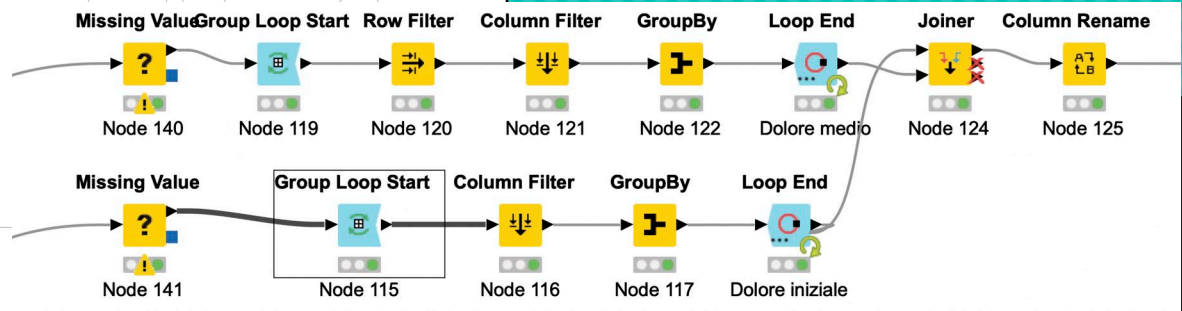 Missing Value
Group Loop Start
Row Filter
Column Filter
GroupBy
Loop End
Joiner
Column Rename
?
A
B
Node 140
Node 119
Node 120
Node 121
Node 122
Dolore medio
Node 124
Node 125
Missing Value
Group Loop Start
Column Filter
GroupBy
Loop End
?
Node 141
Node 115
Node 116
Node 117
Dolore iniziale